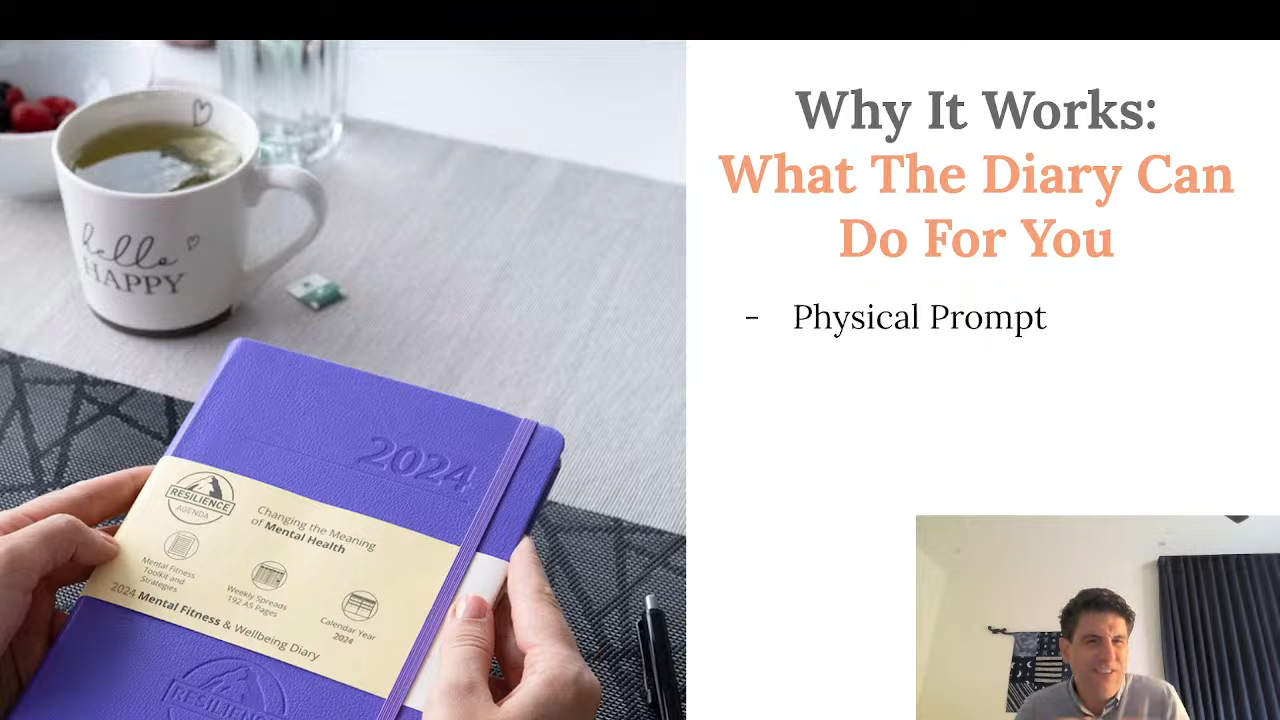 Why It Works:
What The Diary Can
Do For You
- Physical Prompt
hello
HAPPY
2024
RESILIENCE
AGENDA
Changing the Meaning
of Mental Health
Mental Fitness
Toolkit and
Strategies
Weekly Spreads
192 A5 Pages
Calendar Year
2024
2024 Mental Fitness & Wellbeing Diary
RESILIENCE